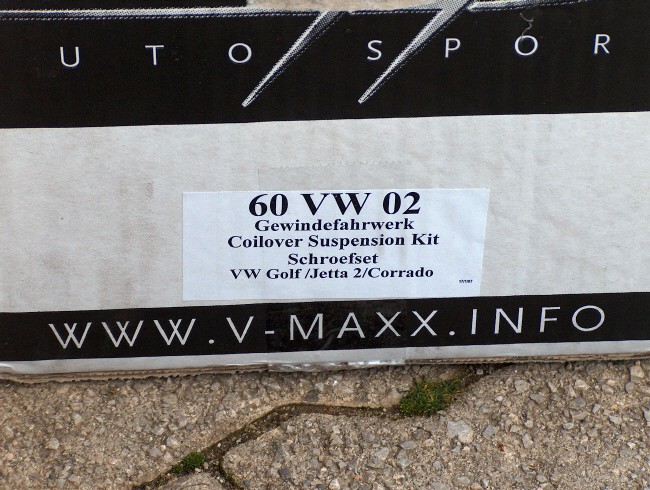 UTO SPOR
60 VW 02
Gewindefahrwerk
Coilover Suspension Kit
Schroefset
VW Golf /Jetta 2/Corrado
WWW.V-MAXX.INFO